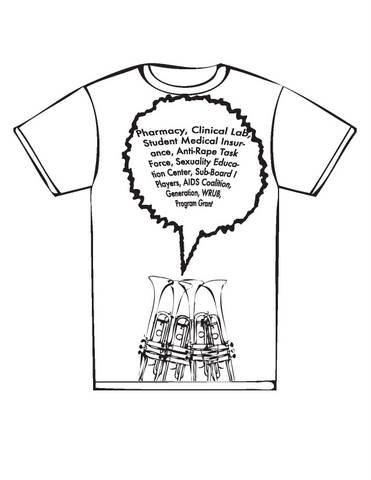 Pharmacy, Clinical Lab,
Student Medical Insur-
ance, Anti-Rape Task
Force, Sexuality Educa-
tion Center, Sub-Board I
Players, AIDS Coalition,
Generation, WRUB,
Program Grant